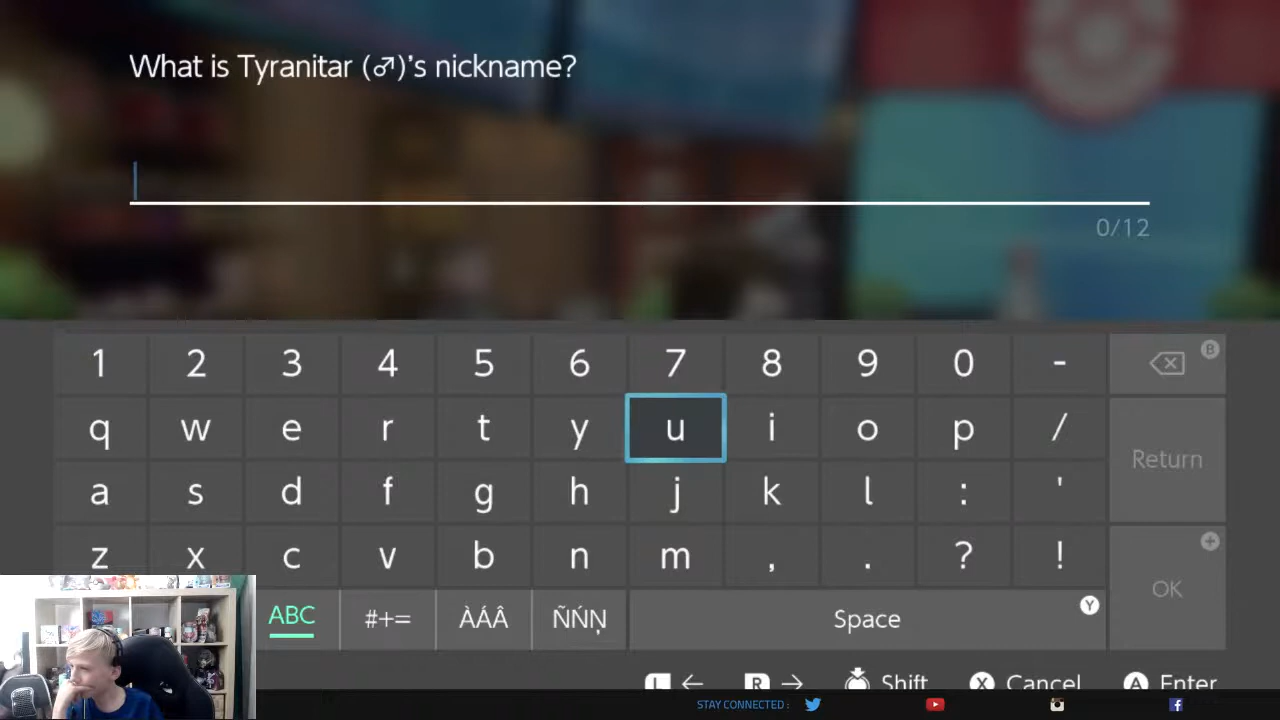 What is Tyranitar (♂)'s nickname?
0/12
1 2 3 4 5 6 7 8 9 0 -
q w e r t y u i o p /
Return
a s d f g h j k l : '
z x c v b n m , . ? !
OK
ABC #+= ÀÁÂ ÑŃŅ Space
L ← R → Shift X Cancel A Enter
STAY CONNECTED :